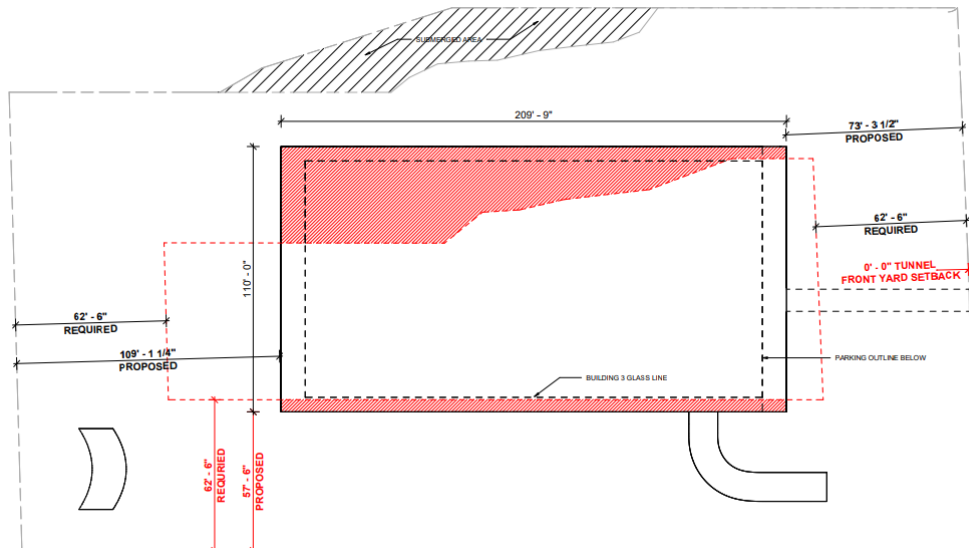 SUBMERGED AREA
209' - 9"
73' - 3 1/2"
PROPOSED
62' - 6"
REQUIRED
0' - 0" TUNNEL
FRONT YARD SETBACK
110' - 0"
62' - 6"
REQUIRED
109' - 1 1/4"
PROPOSED
PARKING OUTLINE BELOW
BUILDING 3 GLASS LINE
62' - 6"
REQURIED
57' - 6"
PROPOSED